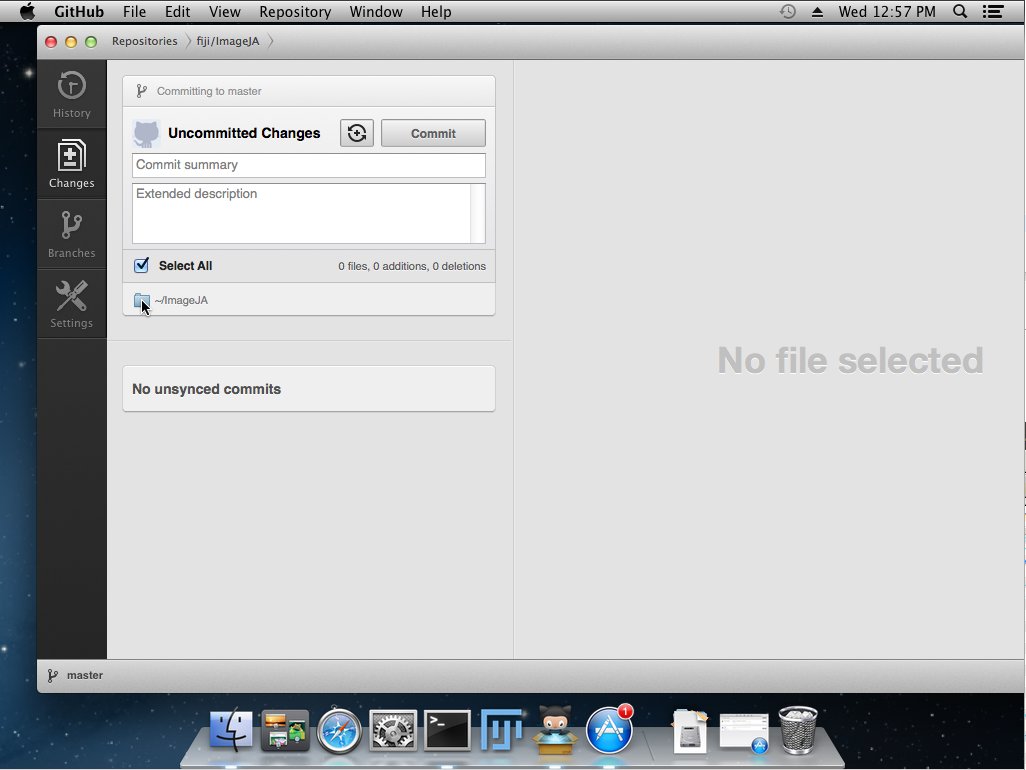 GitHub File Edit View Repository Window Help Wed 12:57 PM
Repositories fiji/ImageJA
History
Changes
Branches
Settings
Committing to master
Uncommitted Changes Commit
Commit summary
Extended description
Select All 0 files, 0 additions, 0 deletions
~/ImageJA
No unsynced commits
No file selected
master
1